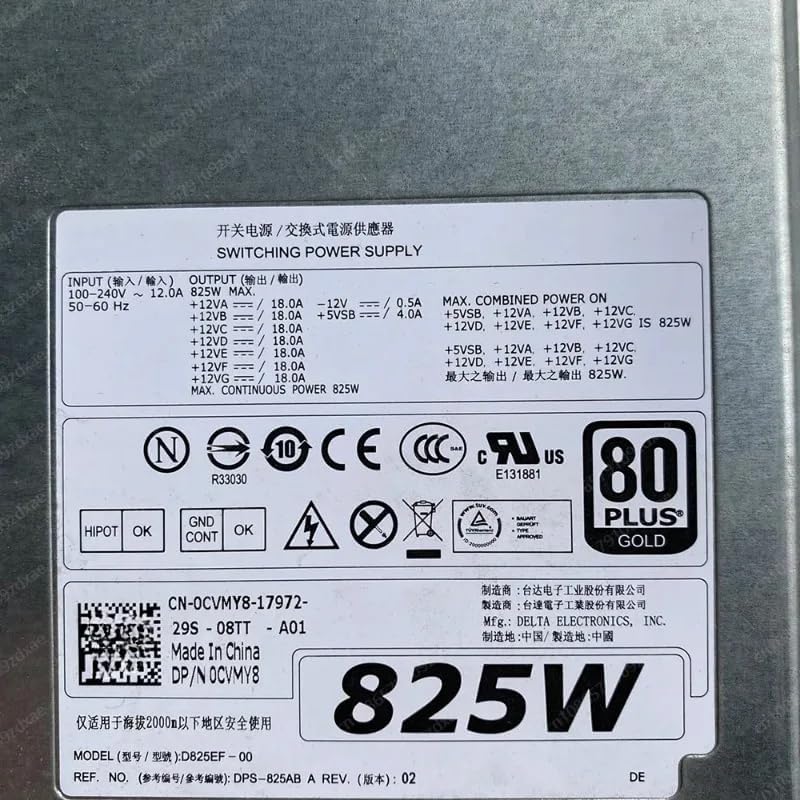 开关电源 / 交換式電源供應器
SWITCHING POWER SUPPLY
INPUT (输入 / 輸入)
100-240V ~ 12.0A
50-60 Hz
OUTPUT (输出 / 輸出)
825W MAX.
+12VA ⎓ / 18.0A
+12VB ⎓ / 18.0A
+12VC ⎓ / 18.0A
+12VD ⎓ / 18.0A
+12VE ⎓ / 18.0A
+12VF ⎓ / 18.0A
+12VG ⎓ / 18.0A
MAX. CONTINUOUS POWER 825W
-12V ⎓ / 0.5A
+5VSB ⎓ / 4.0A
MAX. COMBINED POWER ON
+5VSB, +12VA, +12VB, +12VC,
+12VD, +12VE, +12VF, +12VG IS 825W
+5VSB, +12VA, +12VB, +12VC,
+12VD, +12VE, +12VF, +12VG
最大之输出 / 最大之輸出 825W.
N
R33030
10
CE
CCC S&E
c RU US
E131881
80
PLUS®
GOLD
HIPOT OK
GND CONT OK
www.tuv.com
TÜVRheinland
BAUART
GEPRÜFT
TYPE
APPROVED
CN-0CVMY8-17972-
29S - 08TT - A01
Made In China
DP/N 0CVMY8
制造商 : 台达电子工业股份有限公司
製造商 : 台達電子工業股份有限公司
Mfg.: DELTA ELECTRONICS, INC.
制造地:中国/ 製造地:中國
825W
仅适用于海拔2000m以下地区安全使用
MODEL (型号 / 型號):D825EF-00
REF. NO. (参考编号/參考編號): DPS-825AB A REV. (版本) : 02
DE